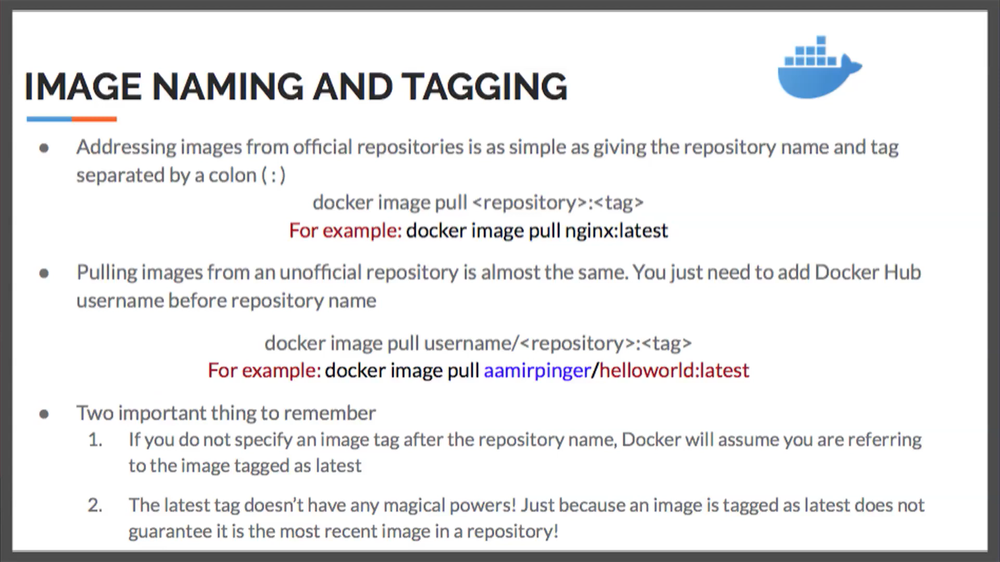 IMAGE NAMING AND TAGGING
● Addressing images from official repositories is as simple as giving the repository name and tag
separated by a colon ( : )
docker image pull <repository>:<tag>
For example: docker image pull nginx:latest
● Pulling images from an unofficial repository is almost the same. You just need to add Docker Hub
username before repository name
docker image pull username/<repository>:<tag>
For example: docker image pull aamirpinger/helloworld:latest
● Two important thing to remember
1. If you do not specify an image tag after the repository name, Docker will assume you are referring
to the image tagged as latest
2. The latest tag doesn’t have any magical powers! Just because an image is tagged as latest does not
guarantee it is the most recent image in a repository!